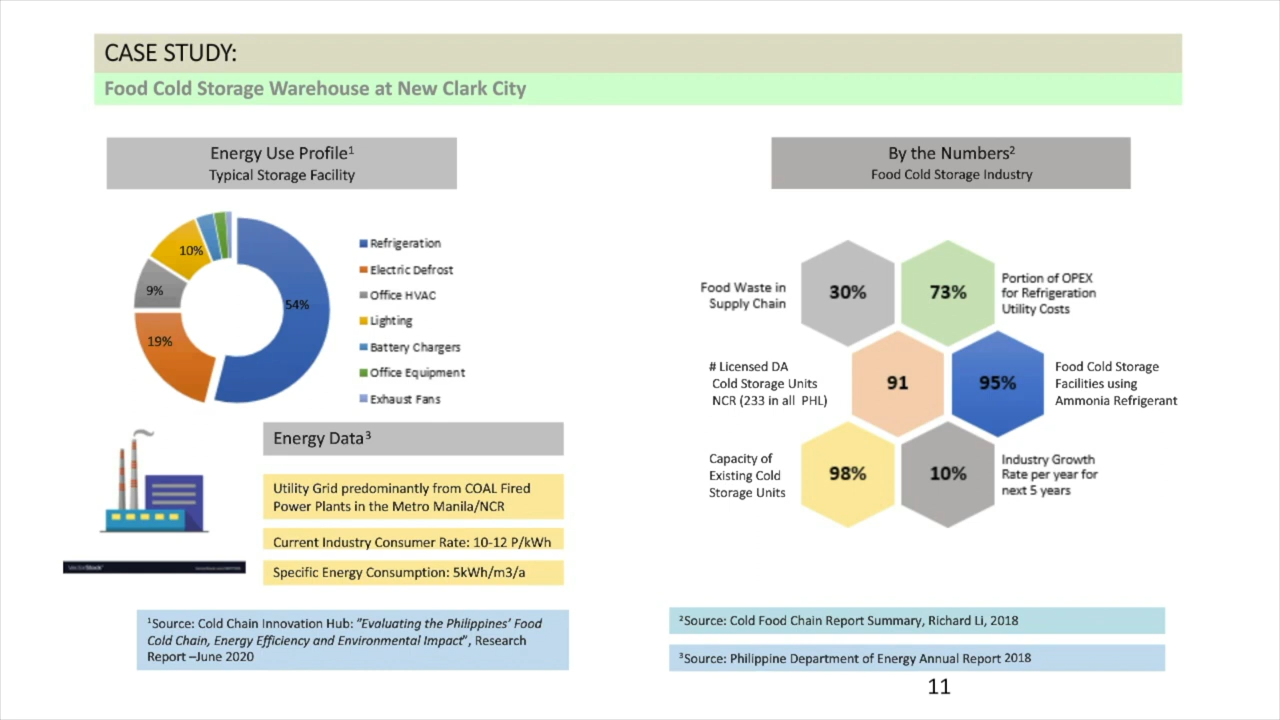 CASE STUDY:
Food Cold Storage Warehouse at New Clark City
Energy Use Profile1
Typical Storage Facility
54%
19%
9%
10%
Refrigeration
Electric Defrost
Office HVAC
Lighting
Battery Chargers
Office Equipment
Exhaust Fans
Energy Data3
Utility Grid predominantly from COAL Fired
Power Plants in the Metro Manila/NCR
Current Industry Consumer Rate: 10-12 P/kWh
Specific Energy Consumption: 5kWh/m3/a
VectorStock
1Source: Cold Chain Innovation Hub: "Evaluating the Philippines' Food
Cold Chain, Energy Efficiency and Environmental Impact", Research
Report –June 2020
By the Numbers2
Food Cold Storage Industry
Food Waste in
Supply Chain
30%
73%
Portion of OPEX
for Refrigeration
Utility Costs
# Licensed DA
Cold Storage Units
NCR (233 in all PHL)
91
95%
Food Cold Storage
Facilities using
Ammonia Refrigerant
Capacity of
Existing Cold
Storage Units
98%
10%
Industry Growth
Rate per year for
next 5 years
2Source: Cold Food Chain Report Summary, Richard Li, 2018
3Source: Philippine Department of Energy Annual Report 2018
11